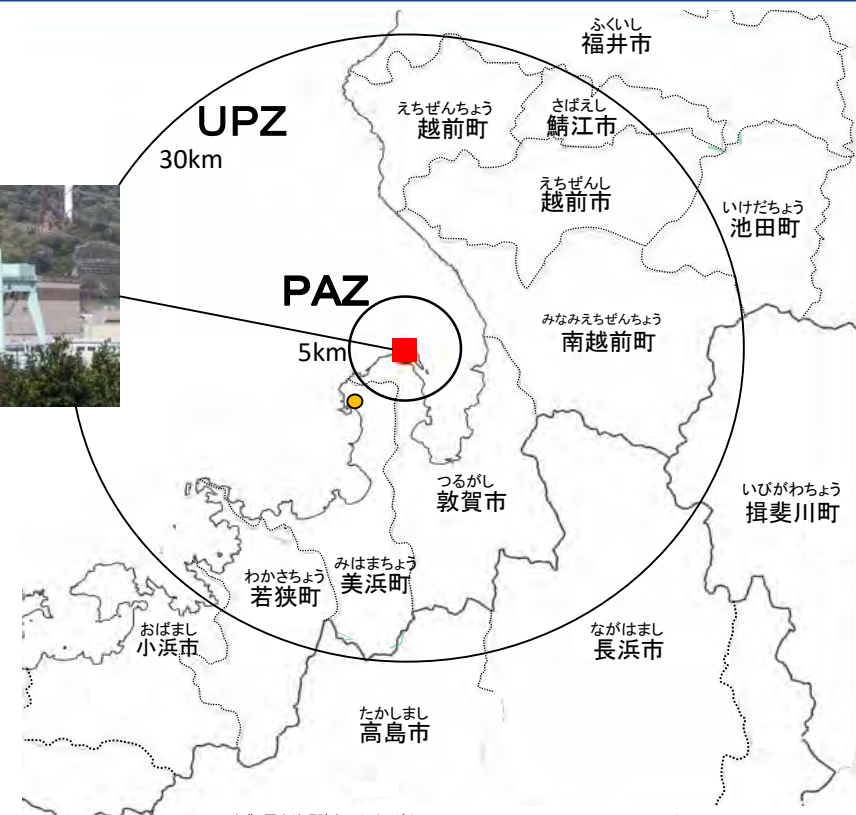 ふくいし
福井市
UPZ
30km
えちぜんちょう
越前町
さばえし
鯖江市
えちぜんし
越前市
いけだちょう
池田町
PAZ
5km
みなみえちぜんちょう
南越前町
つるがし
敦賀市
いびがわちょう
揖斐川町
みはまちょう
美浜町
わかさちょう
若狭町
おばまし
小浜市
ながはまし
長浜市
たかしまし
高島市